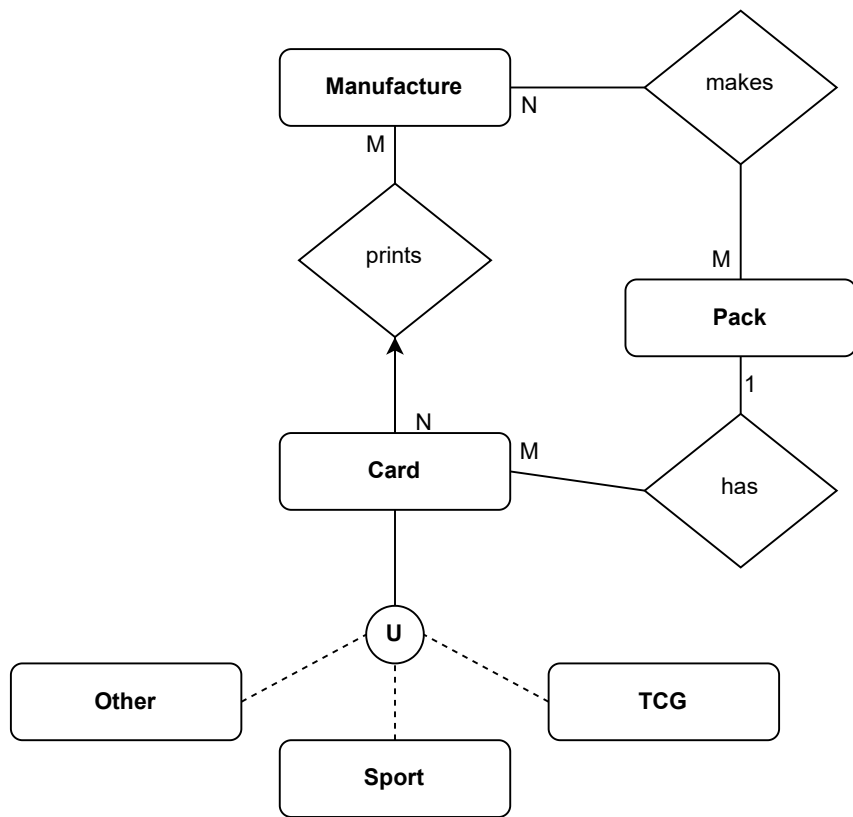 Manufacture
makes
N
M
prints
M
Pack
1
N
M
Card
has
U
Other
TCG
Sport